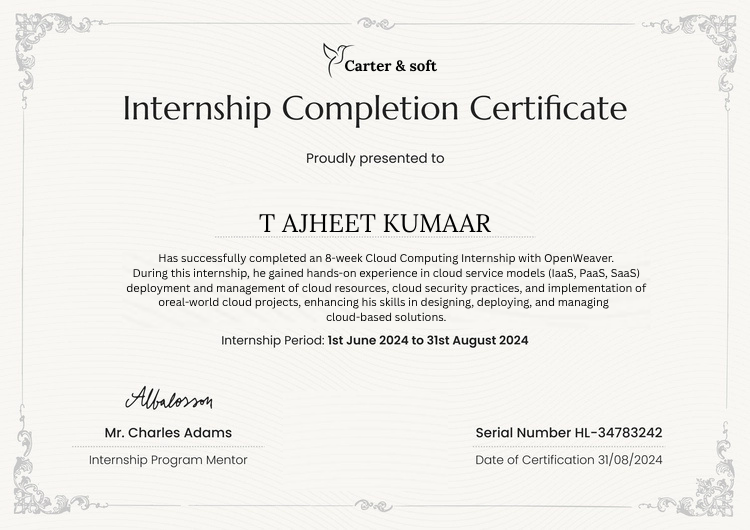 Carter & soft
Internship Completion Certificate
Proudly presented to
T AJHEET KUMAAR
Has successfully completed an 8-week Cloud Computing Internship with OpenWeaver.
During this internship, he gained hands-on experience in cloud service models (IaaS, PaaS, SaaS)
deployment and management of cloud resources, cloud security practices, and implementation of
oreal-world cloud projects, enhancing his skills in designing, deploying, and managing
cloud-based solutions.
Internship Period: 1st June 2024 to 31st August 2024
Mr. Charles Adams
Internship Program Mentor
Serial Number HL-34783242
Date of Certification 31/08/2024